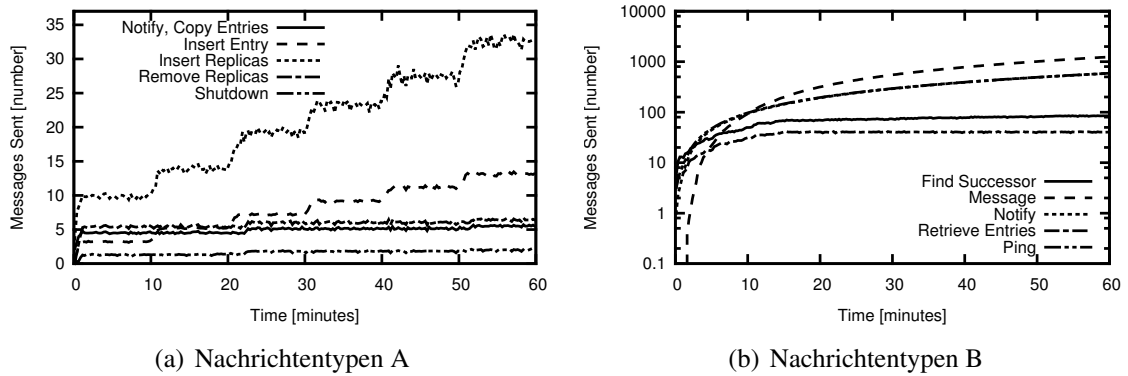 Messages Sent [number]
35
30
25
20
15
10
5
0
Notify, Copy Entries
Insert Entry
Insert Replicas
Remove Replicas
Shutdown
0 10 20 30 40 50 60
Time [minutes]
(a) Nachrichtentypen A
Messages Sent [number]
10000
1000
100
10
1
0.1
Find Successor
Message
Notify
Retrieve Entries
Ping
0 10 20 30 40 50 60
Time [minutes]
(b) Nachrichtentypen B